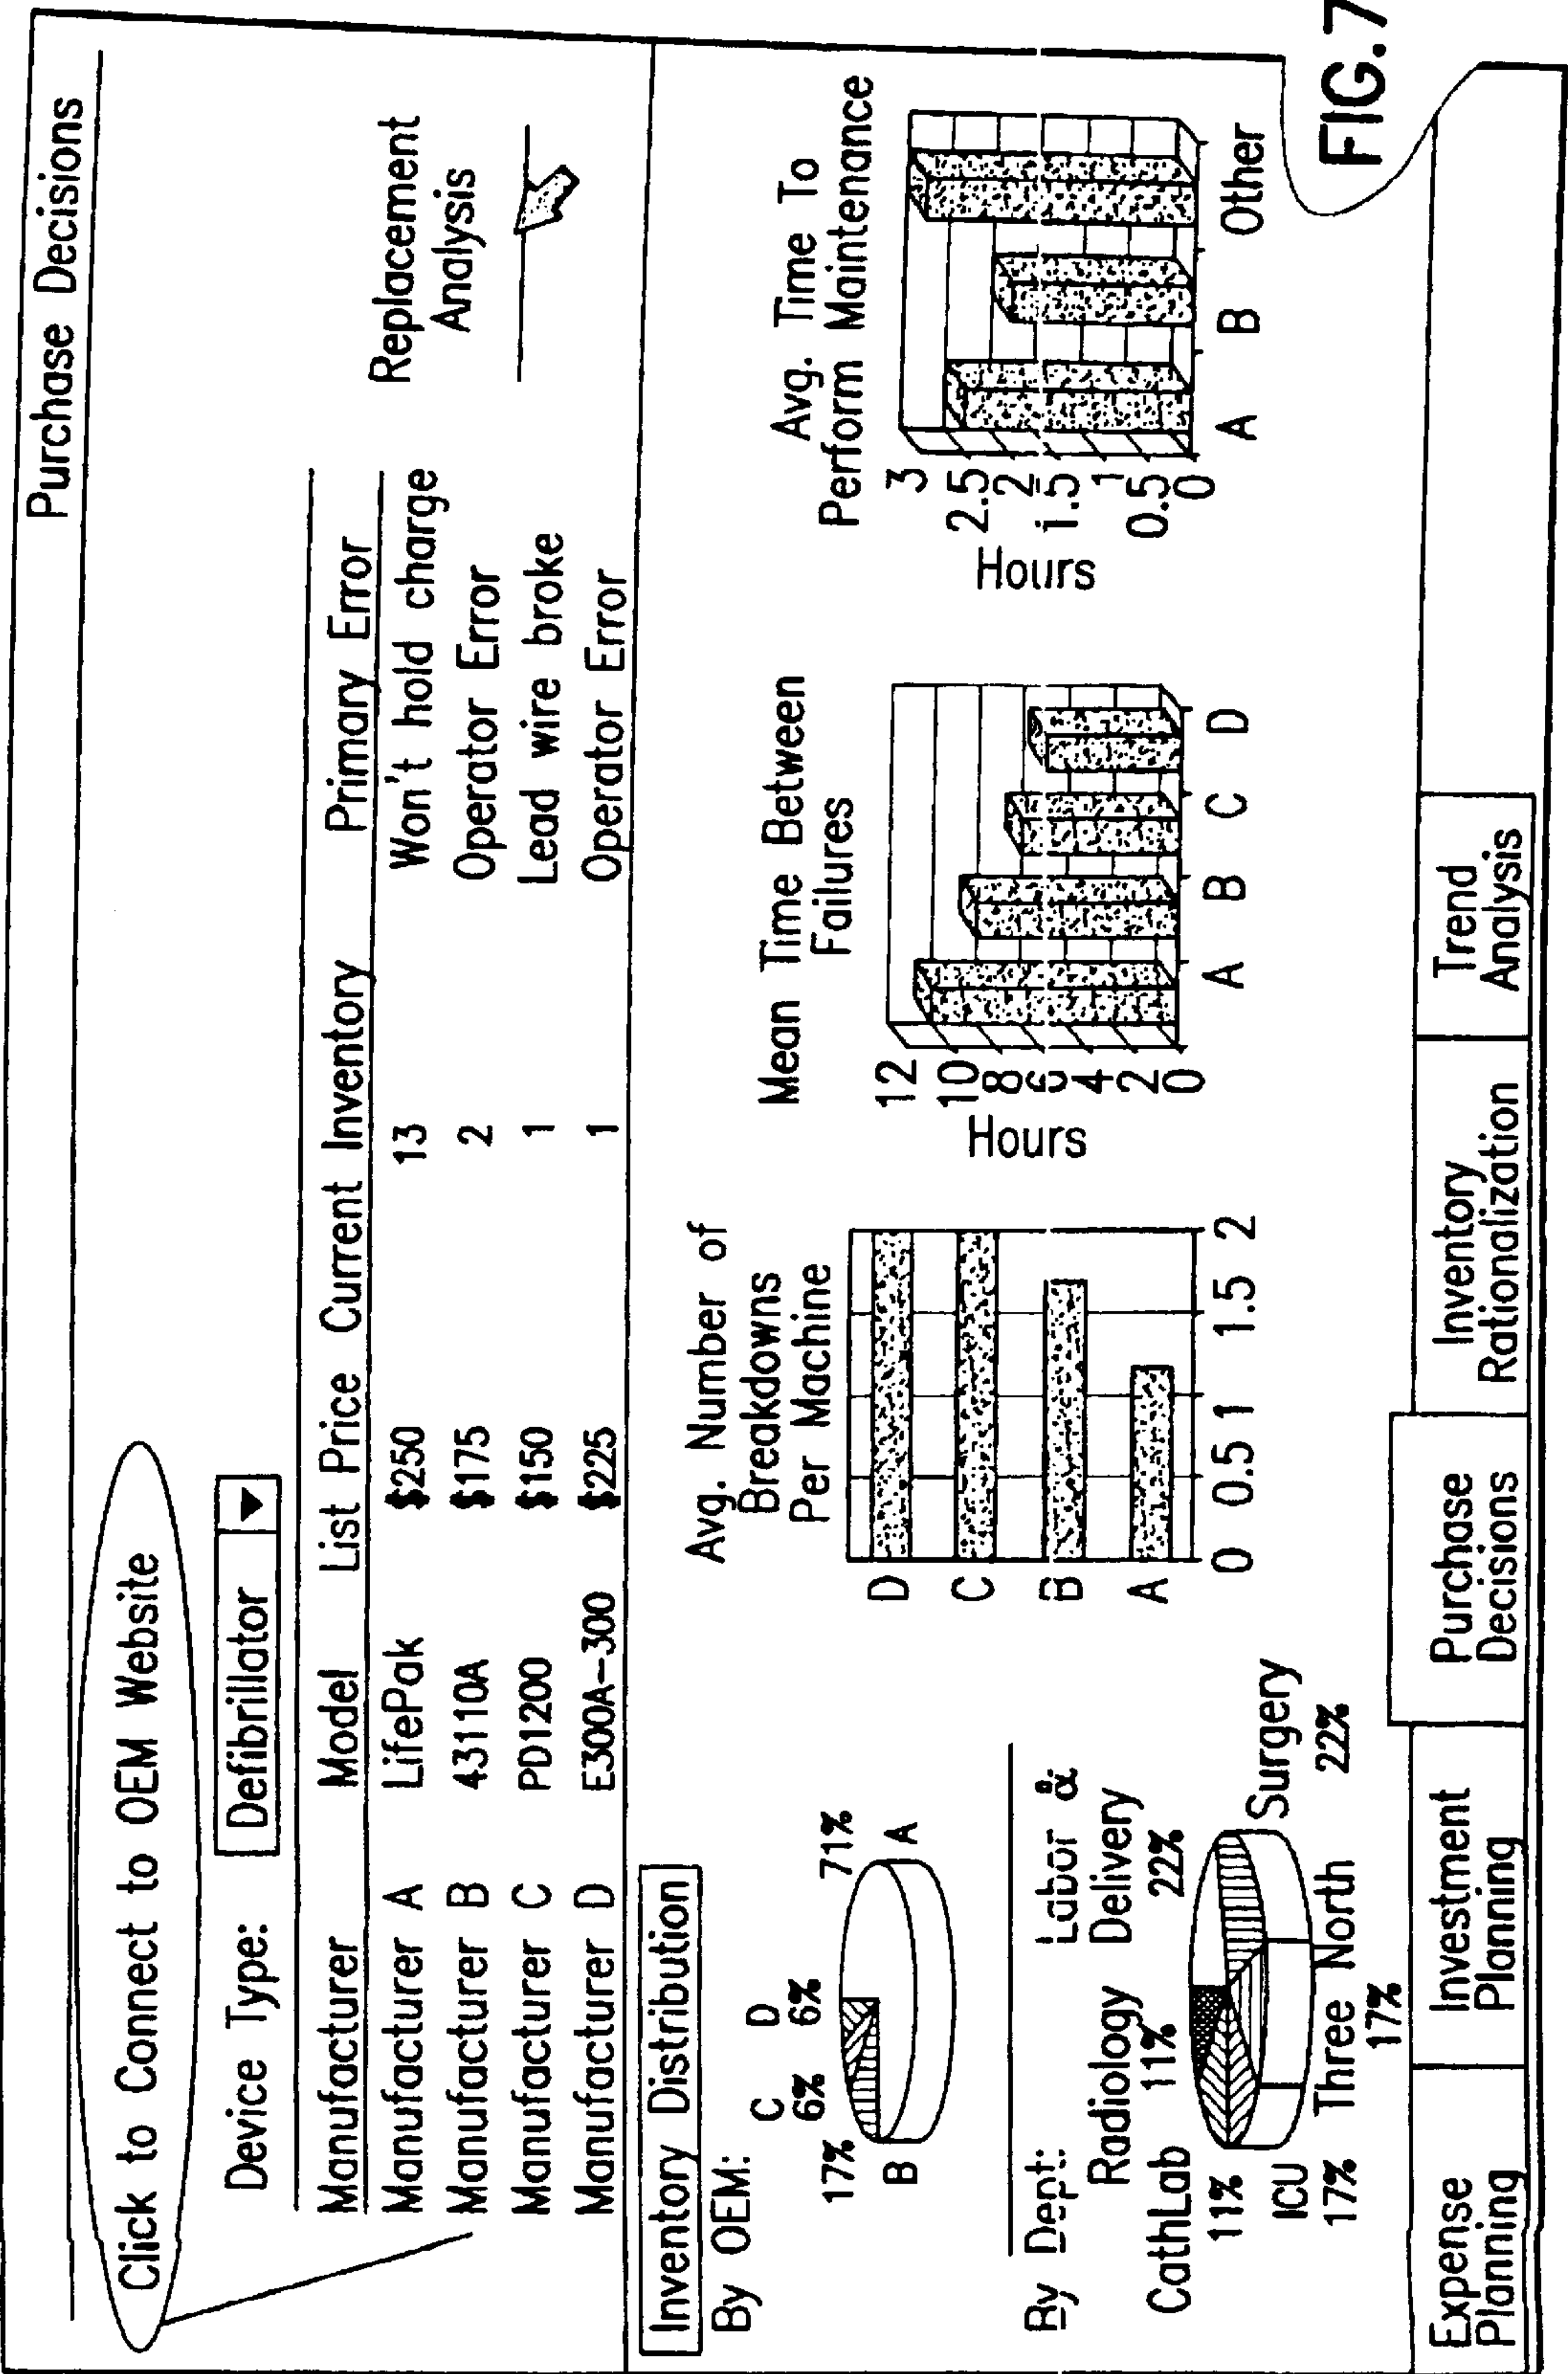 Purchase Decisions
Click to Connect to OEM Website
Device Type: Defibrillator
Replacement
Analysis
Manufacturer Model List Price Current Inventory Primary Error
Manufacturer A LifePak $250 13 Won't hold charge
Manufacturer B 43110A $175 2 Operator Error
Manufacturer C PD1200 $150 1 Lead wire broke
Manufacturer D E300A-300 $225 1 Operator Error
Inventory Distribution
By OEM:
C D
6% 6%
17% 71%
B A
By Dept:
Radiology 11%
Labor &
Delivery
22%
CathLab
11%
Surgery
22%
ICU
17%
Three North
17%
Avg. Number of
Breakdowns
Per Machine
D
C
B
A
0 0.5 1 1.5 2
Mean Time Between
Failures
Hours
12
10
8
6
4
2
0
A B C D
Avg. Time To
Perform Maintenance
Hours
3
2.5
2
1.5
1
0.5
0
A B Other
Expense
Planning
Investment
Planning
Purchase
Decisions
Inventory
Rationalization
Trend
Analysis
FIG.7